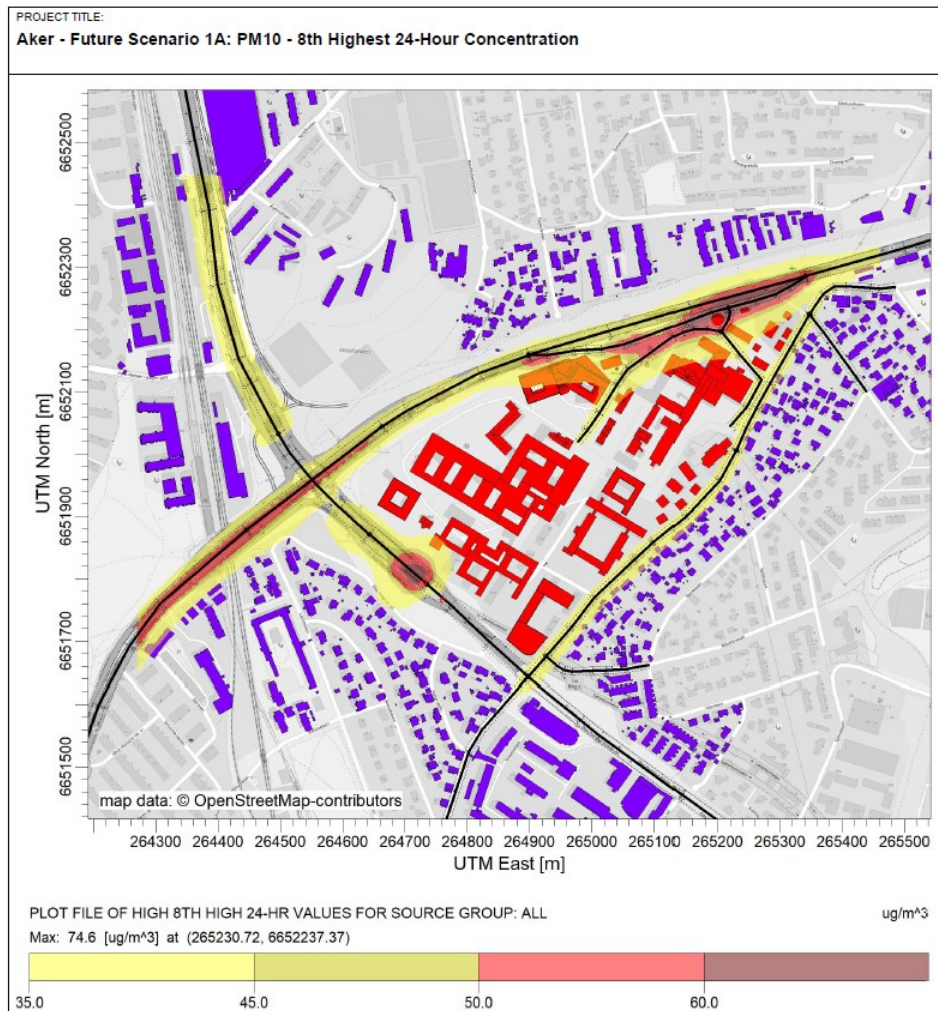 PROJECT TITLE:
Aker - Future Scenario 1A: PM10 - 8th Highest 24-Hour Concentration
UTM North [m]
6652500
6652300
6652100
6651900
6651700
6651500
map data: © OpenStreetMap-contributors
264300 264400 264500 264600 264700 264800 264900 265000 265100 265200 265300 265400 265500
UTM East [m]
PLOT FILE OF HIGH 8TH HIGH 24-HR VALUES FOR SOURCE GROUP: ALL ug/m^3
Max: 74.6 [ug/m^3] at (265230.72, 6652237.37)
35.0 45.0 50.0 60.0